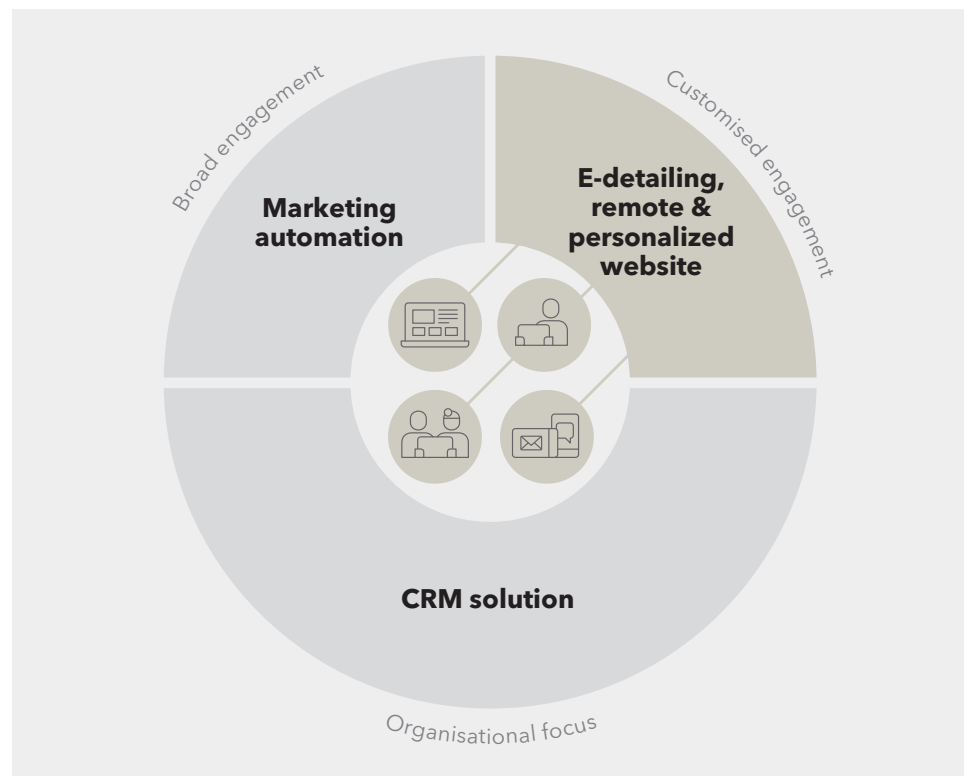 Broad engagement
Customised engagement
Marketing
automation
E-detailing,
remote &
personalized
website
CRM solution
Organisational focus